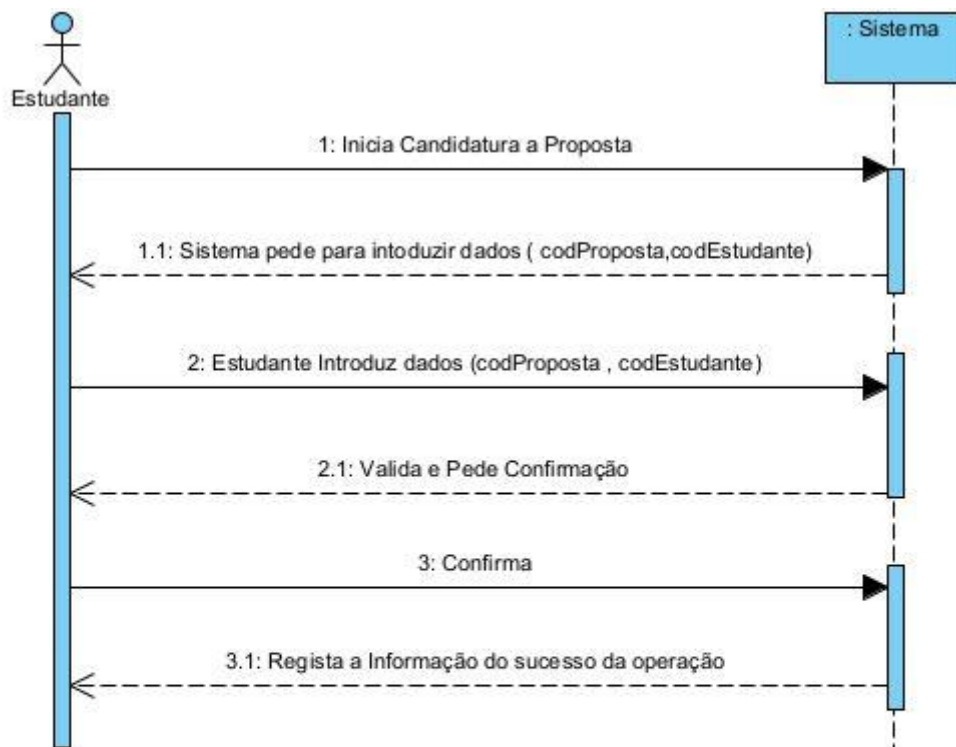 : Sistema
Estudante
1: Inicia Candidatura a Proposta
1.1: Sistema pede para intoduzir dados ( codProposta,codEstudante)
2: Estudante Introduz dados (codProposta , codEstudante )
2.1: Valida e Pede Confirmação
3: Confirma
3.1: Regista a Informação do sucesso da operação